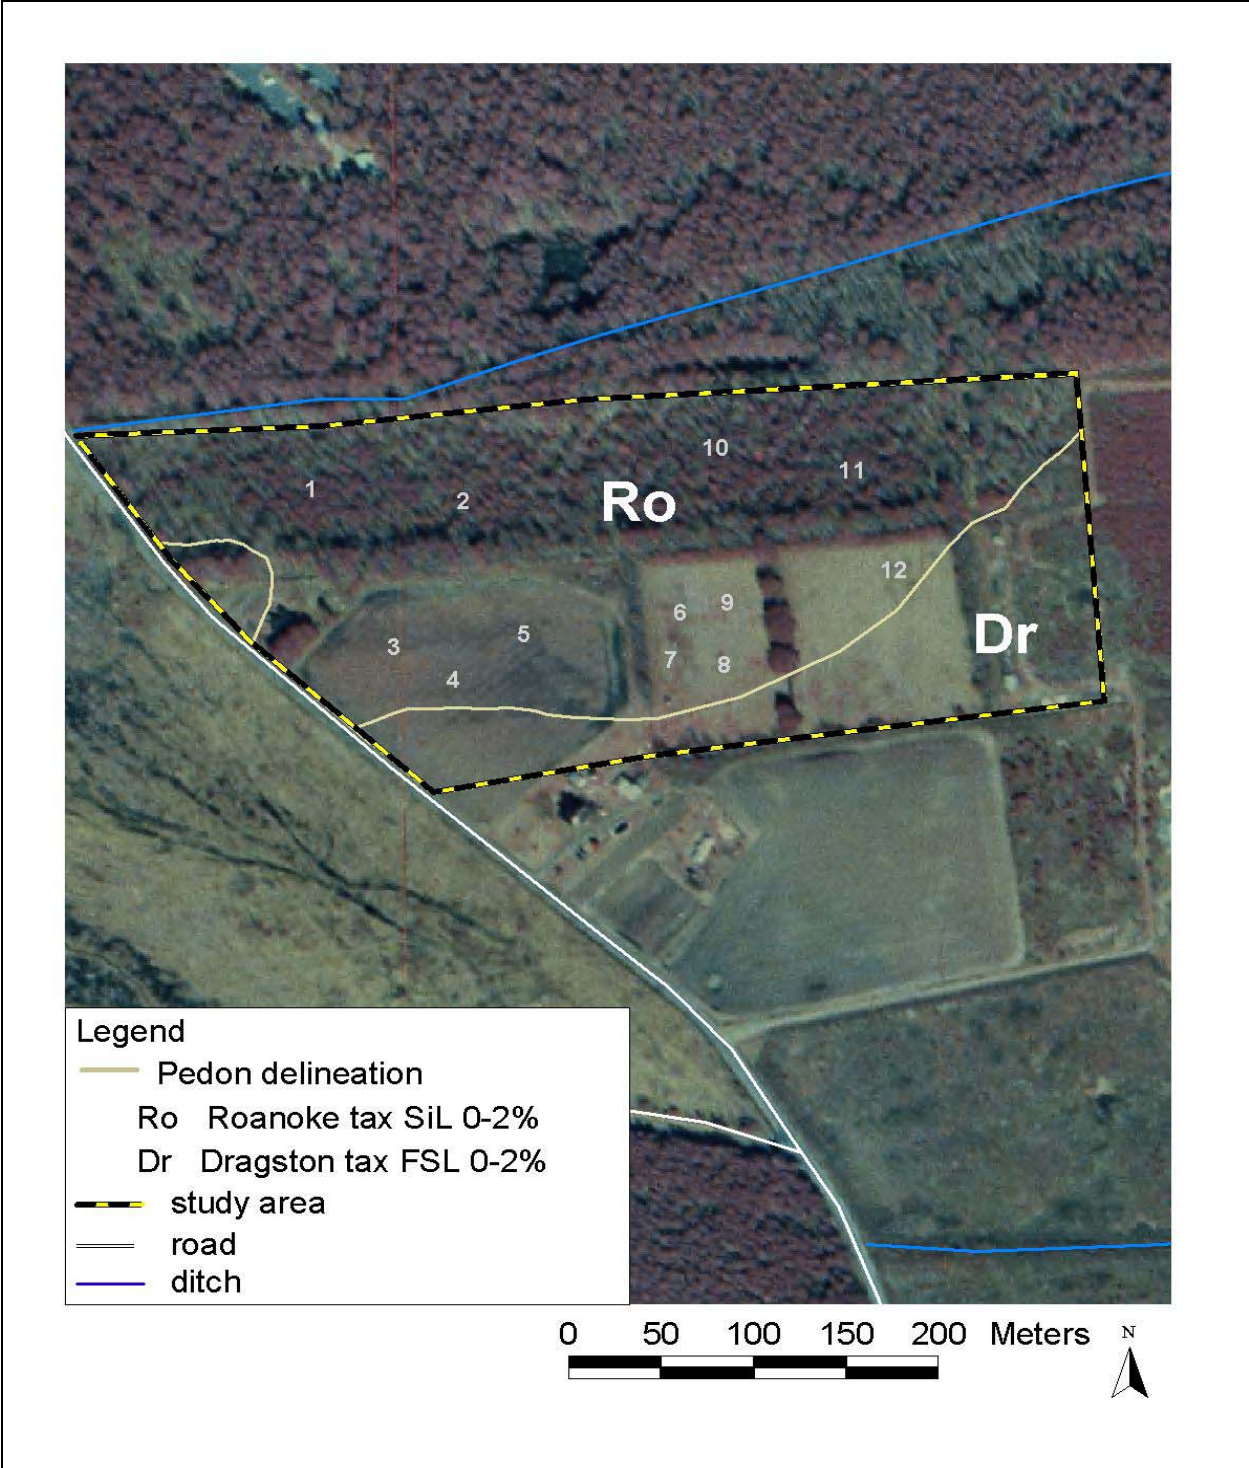 10
11
1
2
Ro
12
9
6
Dr
5
3
7
8
4
Legend
Pedon delineation
Ro Roanoke tax SiL 0-2%
Dr Dragston tax FSL 0-2%
study area
road
ditch
0 50 100 150 200 Meters N